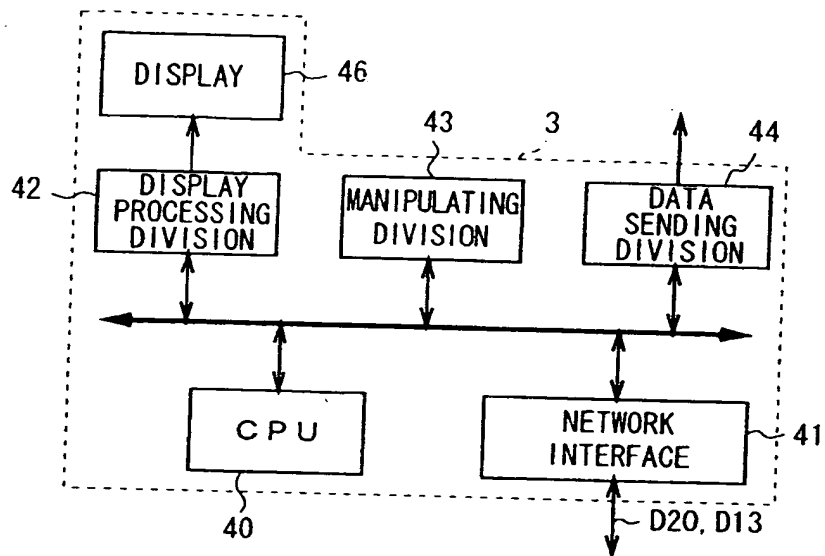 DISPLAY
46
43
3
44
42
DISPLAY
PROCESSING
DIVISION
MANIPULATING
DIVISION
DATA
SENDING
DIVISION
CPU
NETWORK
INTERFACE
41
40
D20, D13